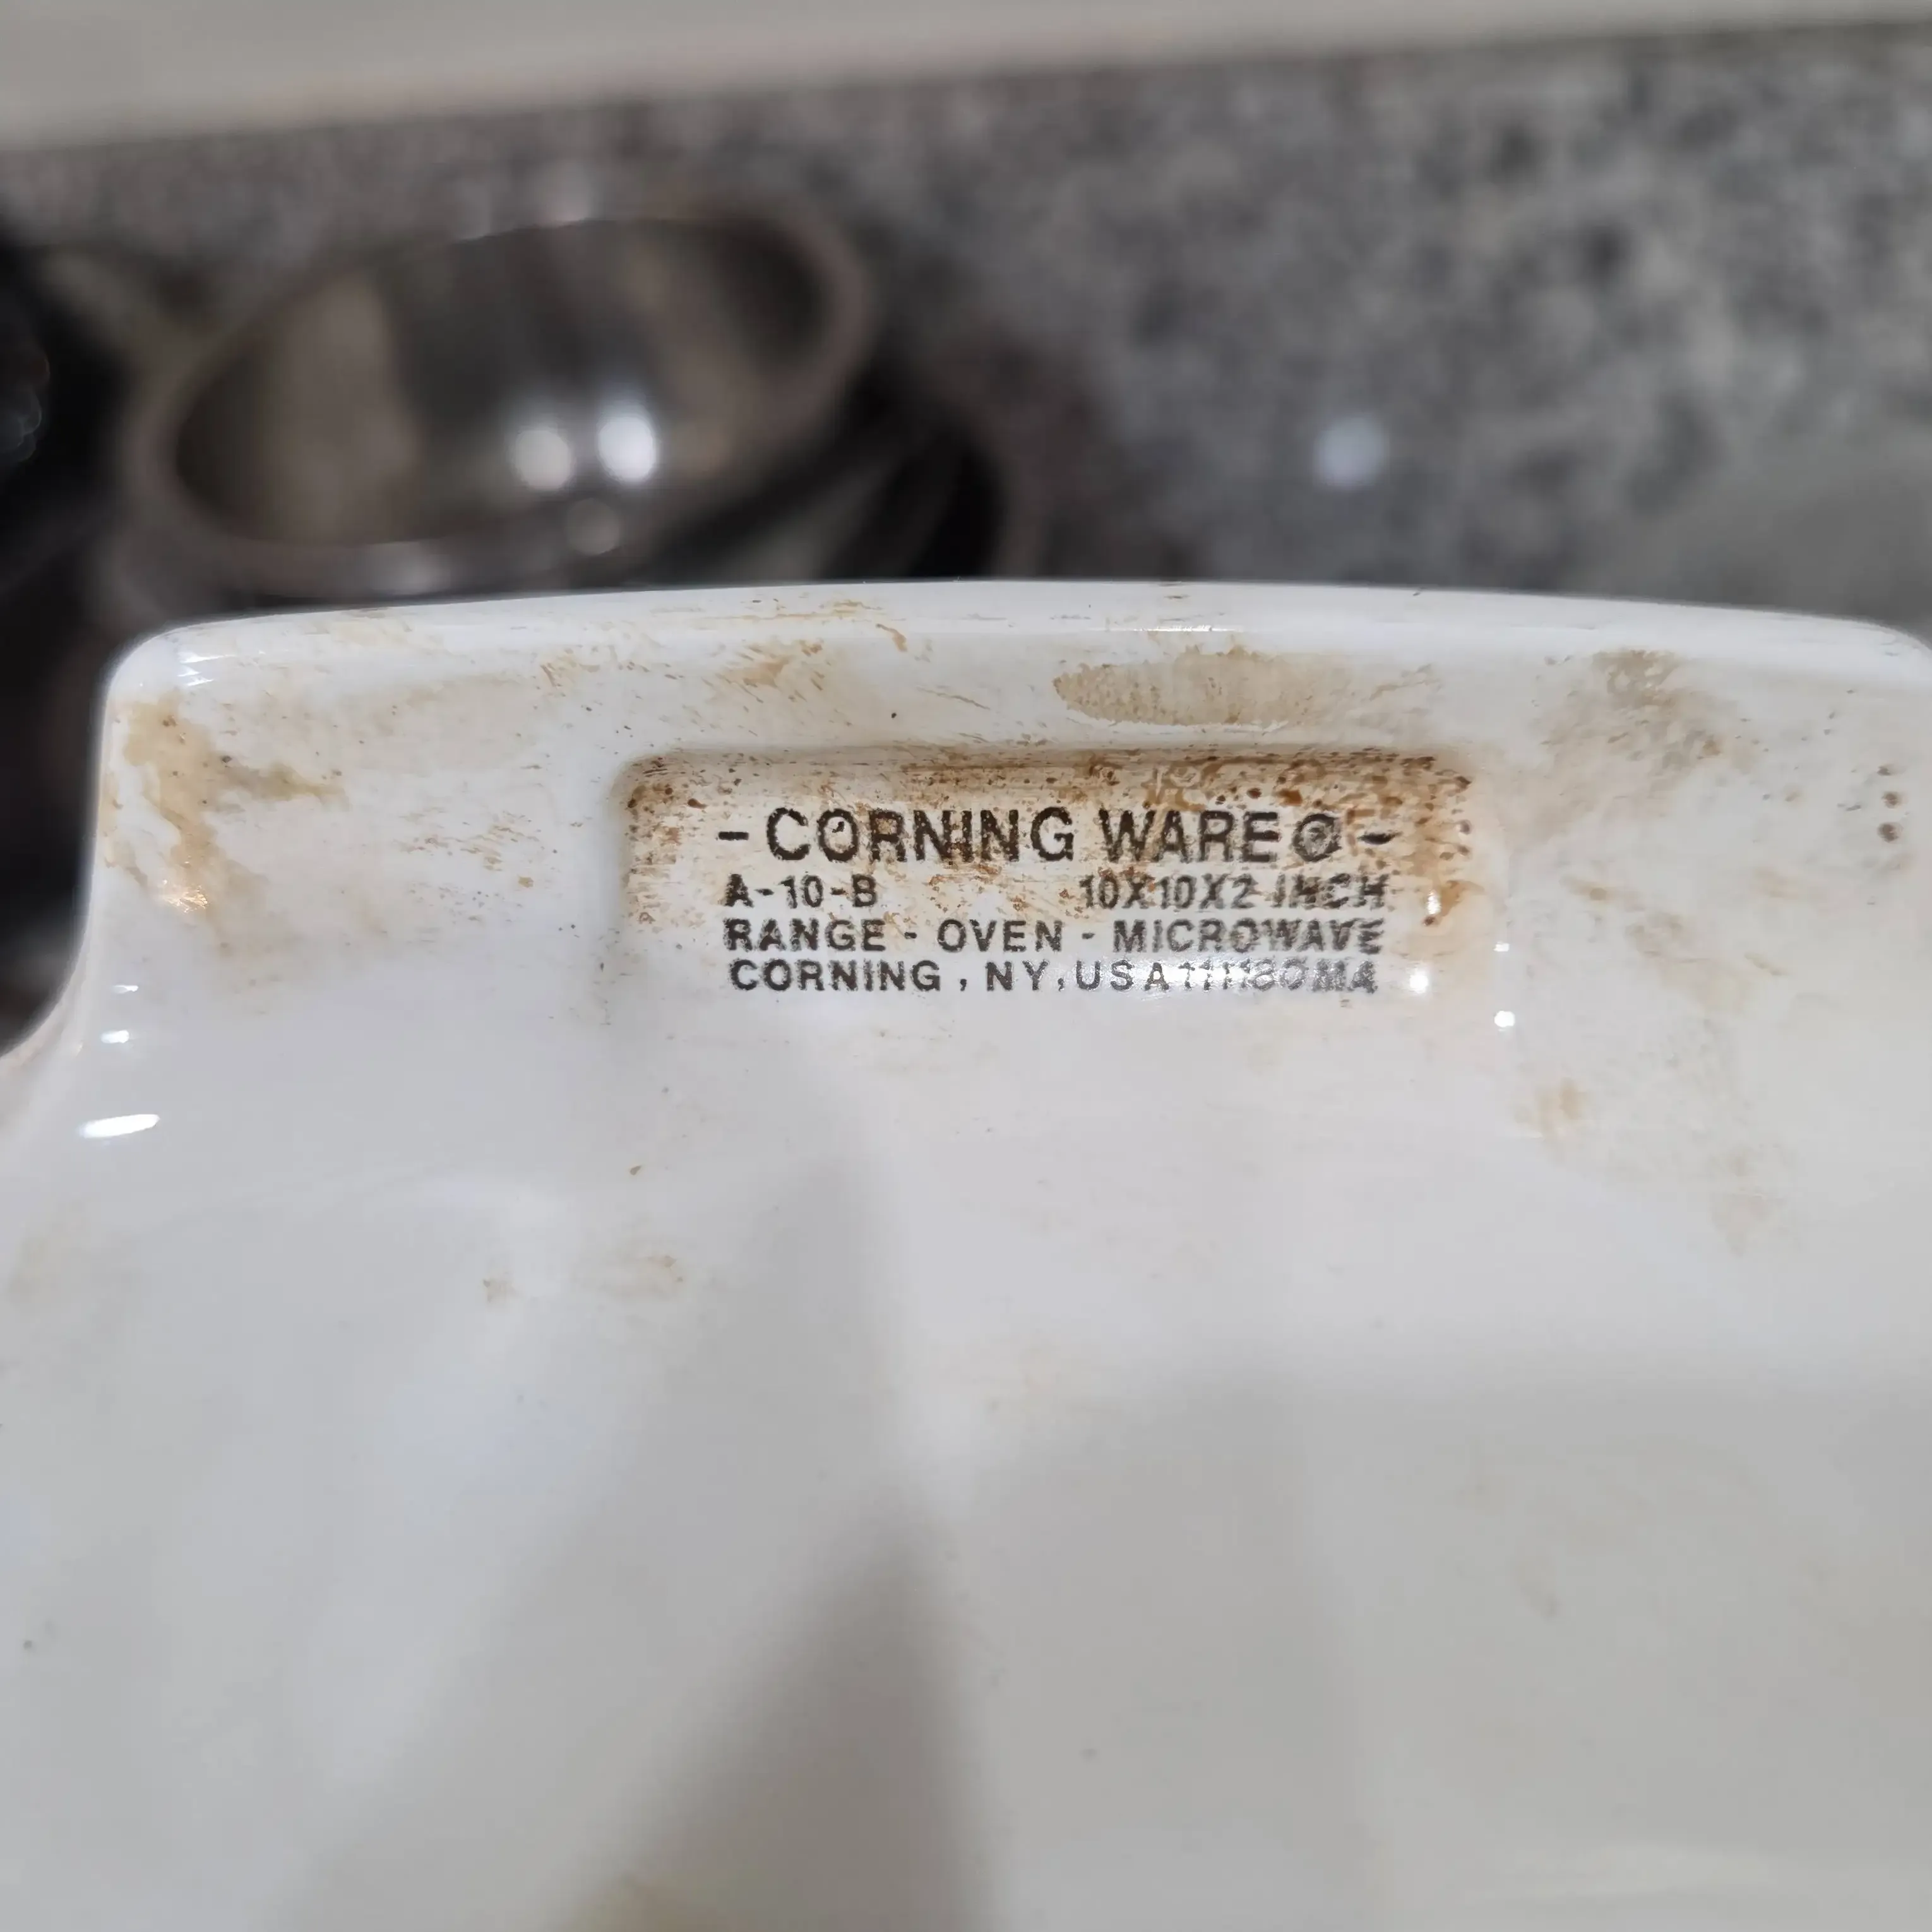 -CORNING WARE®-
A-10-B 10X10X2 INCH
RANGE - OVEN - MICROWAVE
CORNING, NY, USA